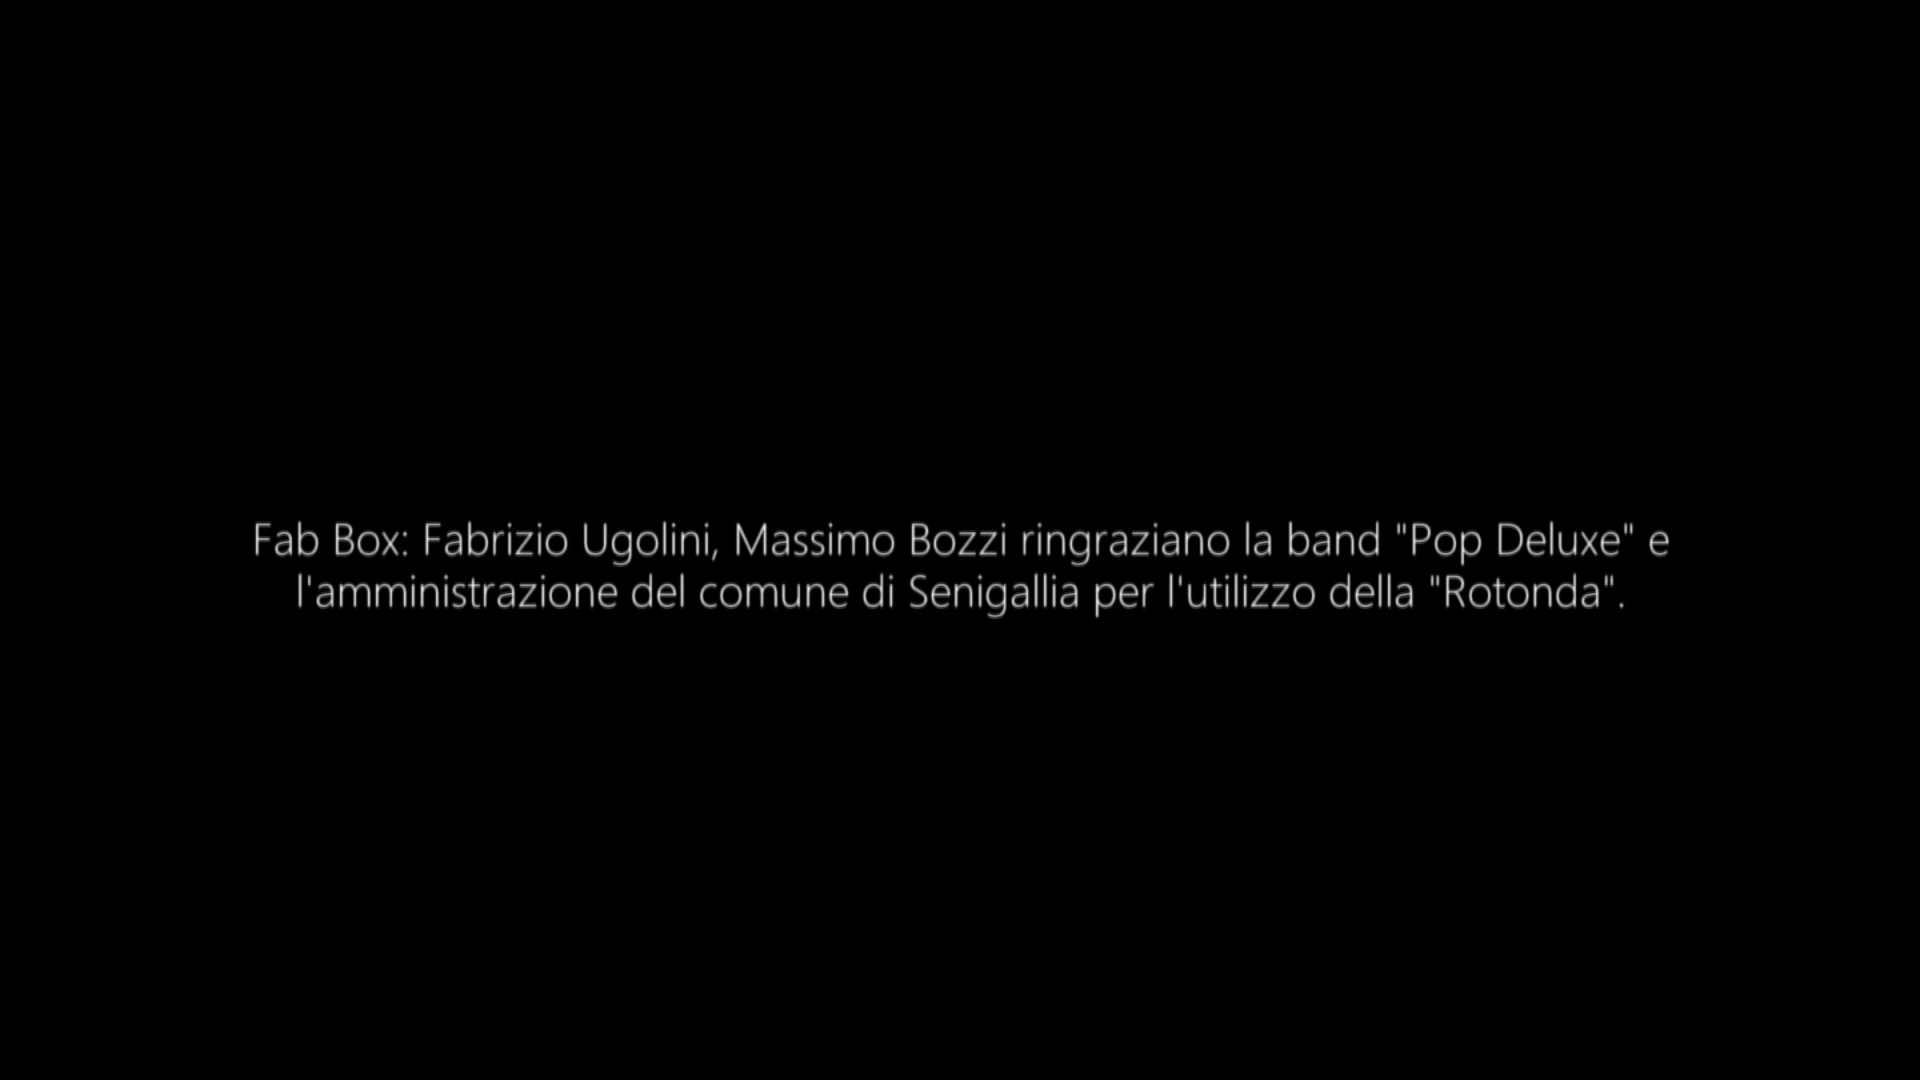 Fab Box: Fabrizio Ugolini, Massimo Bozzi ringraziano la band "Pop Deluxe" e
l'amministrazione del comune di Senigallia per l'utilizzo della "Rotonda".